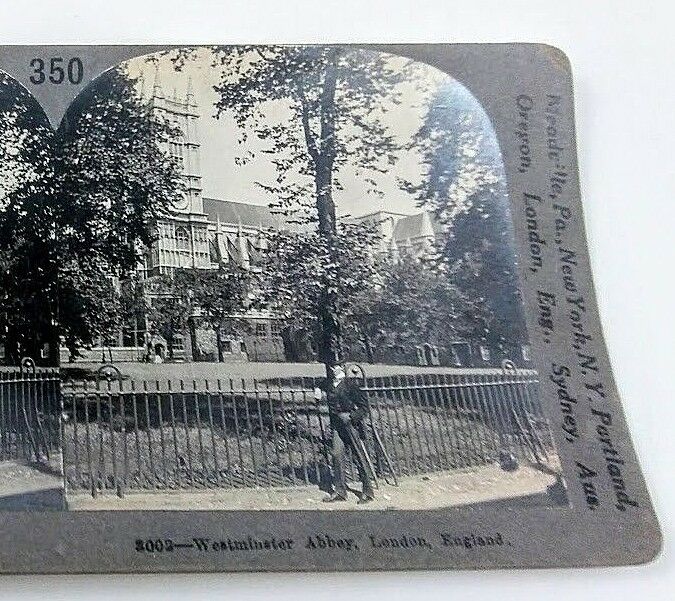 350
Meadville, Pa., New York, N. Y. Portland,
Oregon, London, Eng., Sydney, Aus.
3002—Westminster Abbey, London, England.